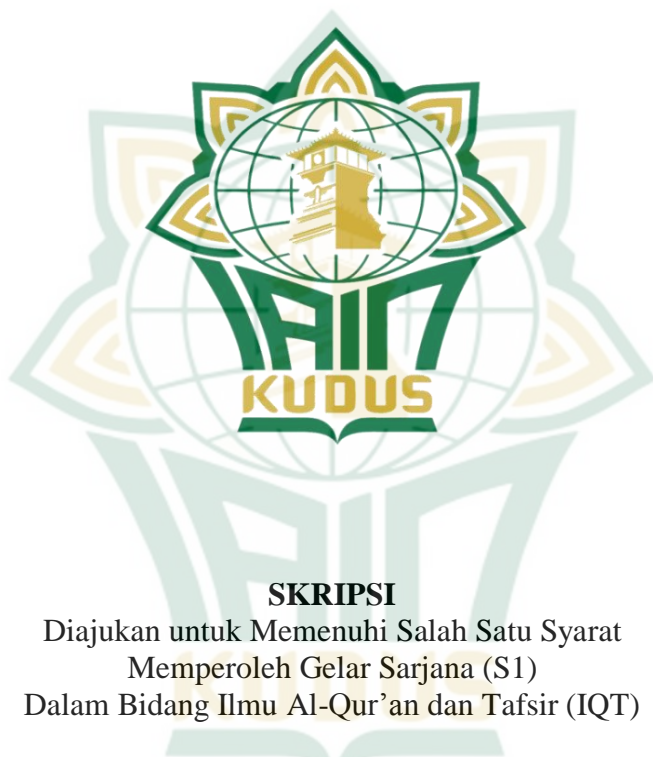 IAIN
KUDUS
SKRIPSI
Diajukan untuk Memenuhi Salah Satu Syarat
Memperoleh Gelar Sarjana (S1)
Dalam Bidang Ilmu Al-Qur’an dan Tafsir (IQT)